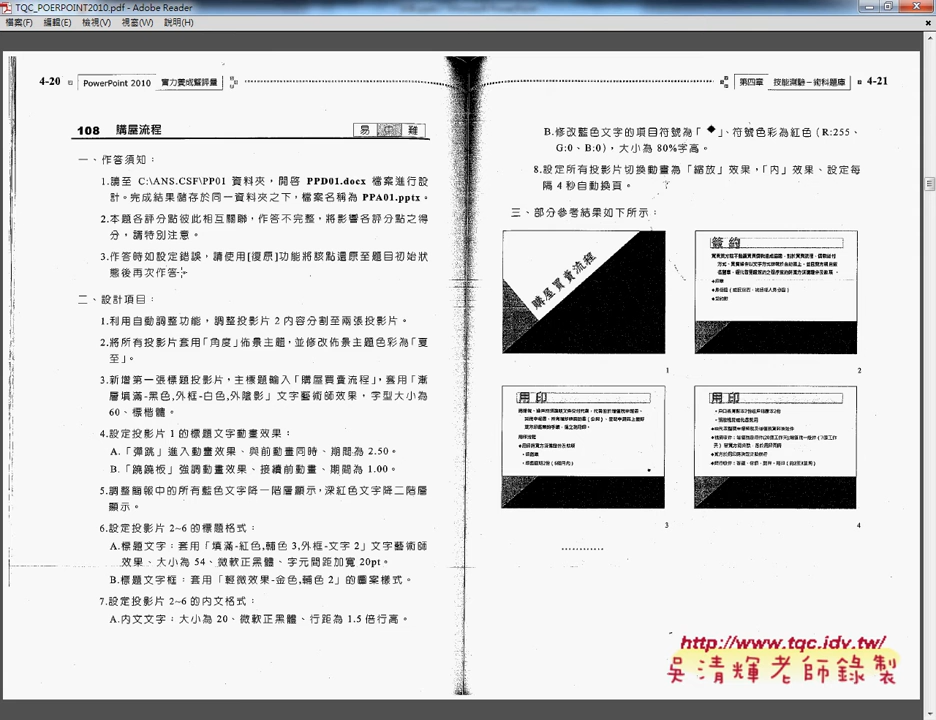 TQC_POERPOINT2010.pdf - Adobe Reader
檔案(F) 編輯(E) 檢視(V) 視窗(W) 說明(H)
4-20 PowerPoint 2010 實力養成暨評量
108 購屋流程
易 中 難
一、作答須知：
1.請至 C:\ANS.CSF\PP01 資料夾，開啓 PPD01.docx 檔案進行設
計。完成結果儲存於同一資料夾之下，檔案名稱為 PPA01.pptx。
2.本題各評分點彼此相互關聯，作答不完整，將影響各評分點之得
分，請特別注意。
3.作答時如設定錯誤，請使用[復原]功能將該點還原至題目初始狀
態後再次作答。
二、設計項目：
1.利用自動調整功能，調整投影片 2 內容分割至兩張投影片。
2.將所有投影片套用「角度」佈景主題，並修改佈景主題色彩為「夏
至」。
3.新增第一張標題投影片，主標題輸入「購屋買賣流程」，套用「漸
層填滿-黑色,外框-白色,外陰影」文字藝術師效果，字型大小為
60、標楷體。
4.設定投影片 1 的標題文字動畫效果：
A.「彈跳」進入動畫效果、與前動畫同時、期間為 2.50。
B.「蹺蹺板」強調動畫效果、接續前動畫、期間為 1.00。
5.調整簡報中的所有藍色文字降一階層顯示，深紅色文字降二階層
顯示。
6.設定投影片 2~6 的標題格式：
A.標題文字：套用「填滿-紅色,輔色 3,外框-文字 2」文字藝術師
效果、大小為 54、微軟正黑體、字元間距加寬 20pt。
B.標題文字框：套用「輕微效果-金色,輔色 2」的圖案樣式。
7.設定投影片 2~6 的內文格式：
A.內文文字：大小為 20、微軟正黑體、行距為 1.5 倍行高。
第四章 技能測驗－術科題庫 4-21
B.修改藍色文字的項目符號為「◆」、符號色彩為紅色（R:255、
G:0、B:0），大小為 80%字高。
8.設定所有投影片切換動畫為「縮放」效果，「內」效果、設定每
隔 4 秒自動換頁。
三、部分參考結果如下所示：
購屋買賣流程
1
簽約
2
用印
3
用印
4
…………
http://www.tqc.idv.tw/
吳清輝老師錄製